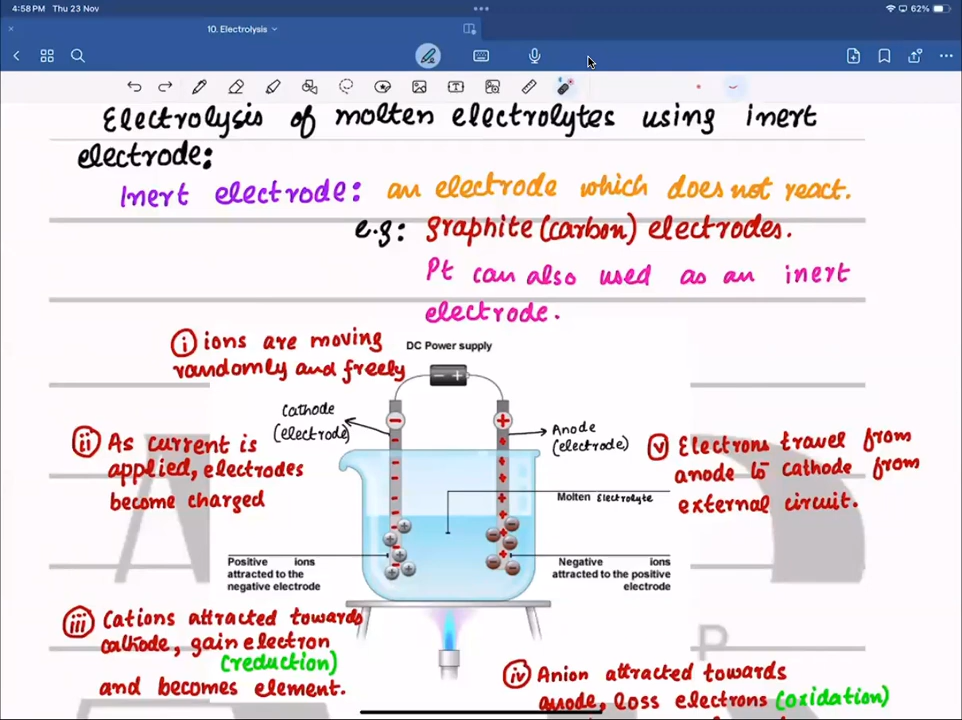 4:58 PM Thu 23 Nov
62%
10. Electrolysis
Electrolysis of molten electrolytes using inert
electrode:
Inert electrode: an electrode which does not react.
e.g: graphite (carbon) electrodes.
Pt can also used as an inert
electrode.
i ions are moving
randomly and freely
DC Power supply
Cathode
(electrode)
Anode
(electrode)
ii As current is
applied, electrodes
become charged
v Electrons travel from
anode to cathode from
external circuit.
Molten Electrolyte
Positive ions
attracted to the
negative electrode
Negative ions
attracted to the positive
electrode
iii Cations attracted towards
cathode, gain electron
(reduction)
and becomes element.
iv Anion attracted towards
anode, loss electrons (oxidation)
A
P